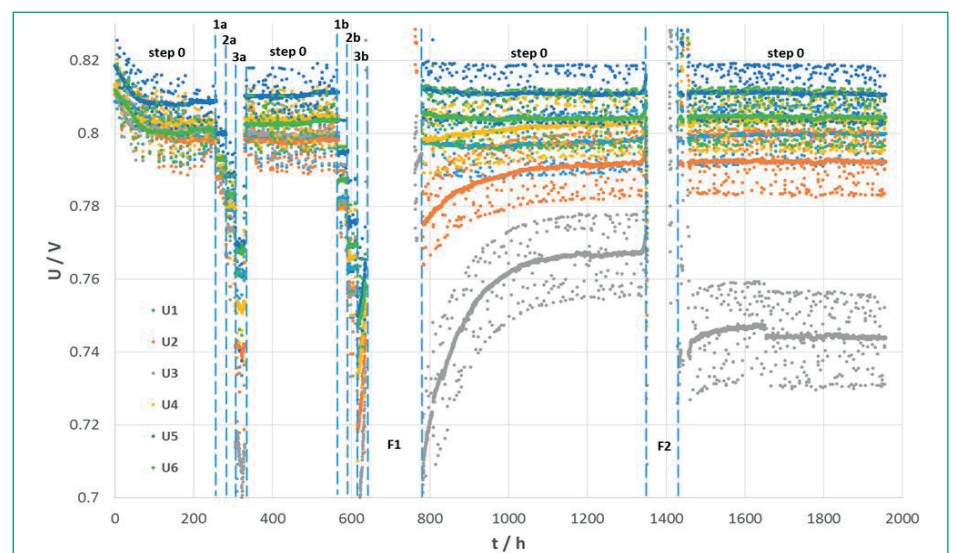 1a
1b
2a
2b
3a
3b
step 0
step 0
step 0
step 0
0.82
0.8
0.78
0.76
0.74
0.72
0.7
U / V
U1
U2
U3
U4
U5
U6
F1
F2
0 200 400 600 800 1000 1200 1400 1600 1800 2000
t / h